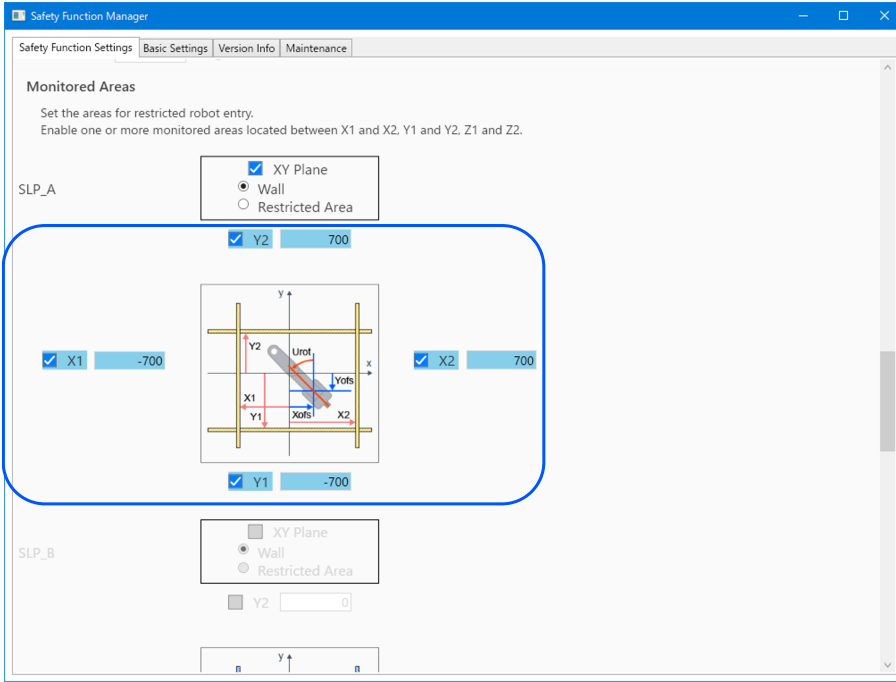 Safety Function Manager
Safety Function Settings Basic Settings Version Info Maintenance
Monitored Areas
Set the areas for restricted robot entry.
Enable one or more monitored areas located between X1 and X2, Y1 and Y2, Z1 and Z2.
SLP_A
XY Plane
Wall
Restricted Area
Y2 700
y
Y2 Urot
x
X1 -700
X2 700
Yofs
X1
Y1 Xofs X2
Y1 -700
SLP_B
XY Plane
Wall
Restricted Area
Y2 0
y